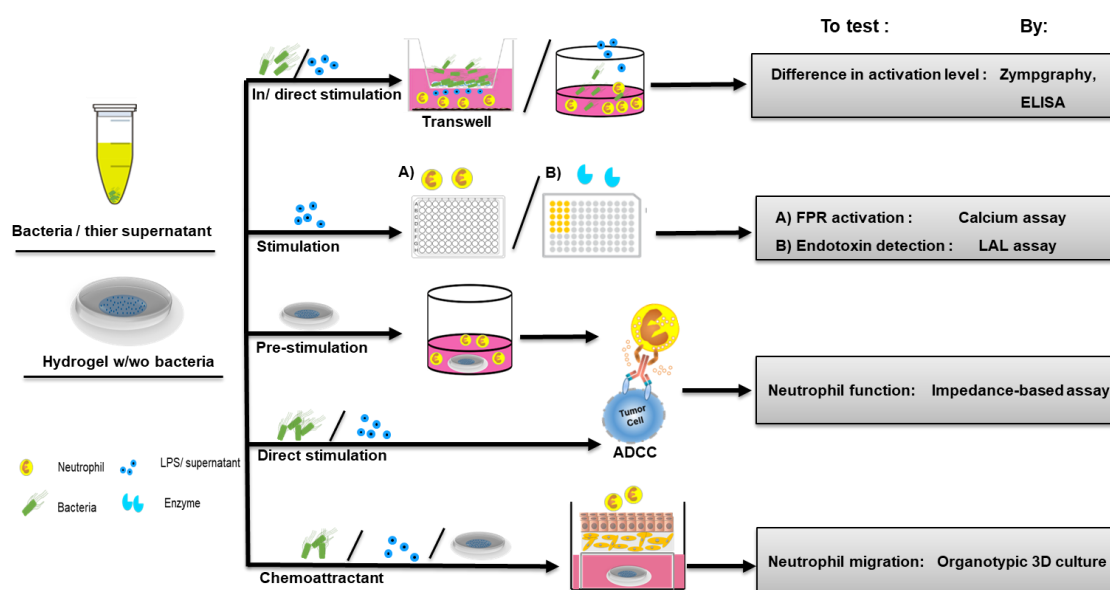 To test : By:
In/ direct stimulation
Transwell
Difference in activation level : Zympgraphy,
ELISA
Bacteria / thier supernatant
Stimulation
A)
B)
A
B
C
D
E
F
G
H
A) FPR activation : Calcium assay
B) Endotoxin detection : LAL assay
Hydrogel w/wo bacteria
Pre-stimulation
Tumor
Cell
ADCC
Neutrophil function: Impedance-based assay
Direct stimulation
Neutrophil
LPS/ supernatant
Bacteria
Enzyme
Chemoattractant
Neutrophil migration: Organotypic 3D culture